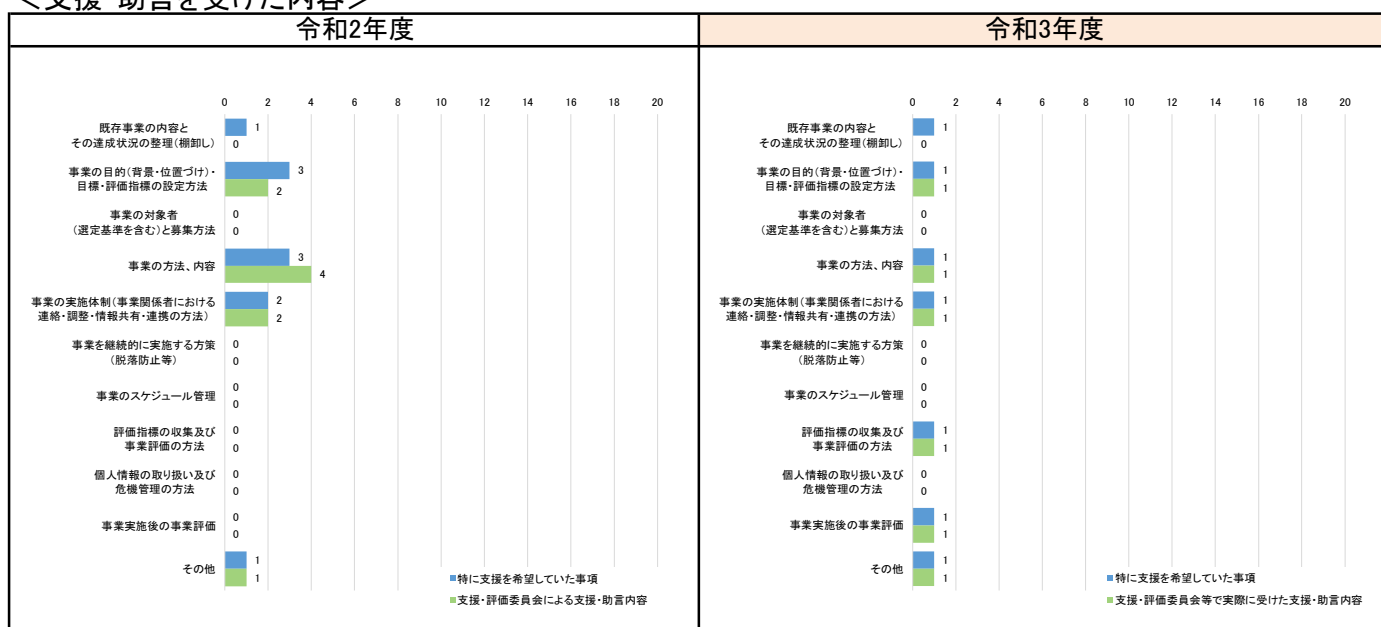 ＜支援・助言を受けた内容＞
令和2年度
0 2 4 6 8 10 12 14 16 18 20
既存事業の内容と
その達成状況の整理(棚卸し)
1
0
事業の目的(背景・位置づけ)・
目標・評価指標の設定方法
3
2
事業の対象者
(選定基準を含む)と募集方法
0
0
事業の方法、内容
3
4
事業の実施体制(事業関係者における
連絡・調整・情報共有・連携の方法)
2
2
事業を継続的に実施する方策
(脱落防止等)
0
0
事業のスケジュール管理
0
0
評価指標の収集及び
事業評価の方法
0
0
個人情報の取り扱い及び
危機管理の方法
0
0
事業実施後の事業評価
0
0
その他
1
1
■特に支援を希望していた事項
■支援・評価委員会による支援・助言内容
令和3年度
0 2 4 6 8 10 12 14 16 18 20
既存事業の内容と
その達成状況の整理(棚卸し)
1
0
事業の目的(背景・位置づけ)・
目標・評価指標の設定方法
1
1
事業の対象者
(選定基準を含む)と募集方法
0
0
事業の方法、内容
1
1
事業の実施体制(事業関係者における
連絡・調整・情報共有・連携の方法)
1
1
事業を継続的に実施する方策
(脱落防止等)
0
0
事業のスケジュール管理
0
0
評価指標の収集及び
事業評価の方法
1
1
個人情報の取り扱い及び
危機管理の方法
0
0
事業実施後の事業評価
1
1
その他
1
1
■特に支援を希望していた事項
■支援・評価委員会等で実際に受けた支援・助言内容